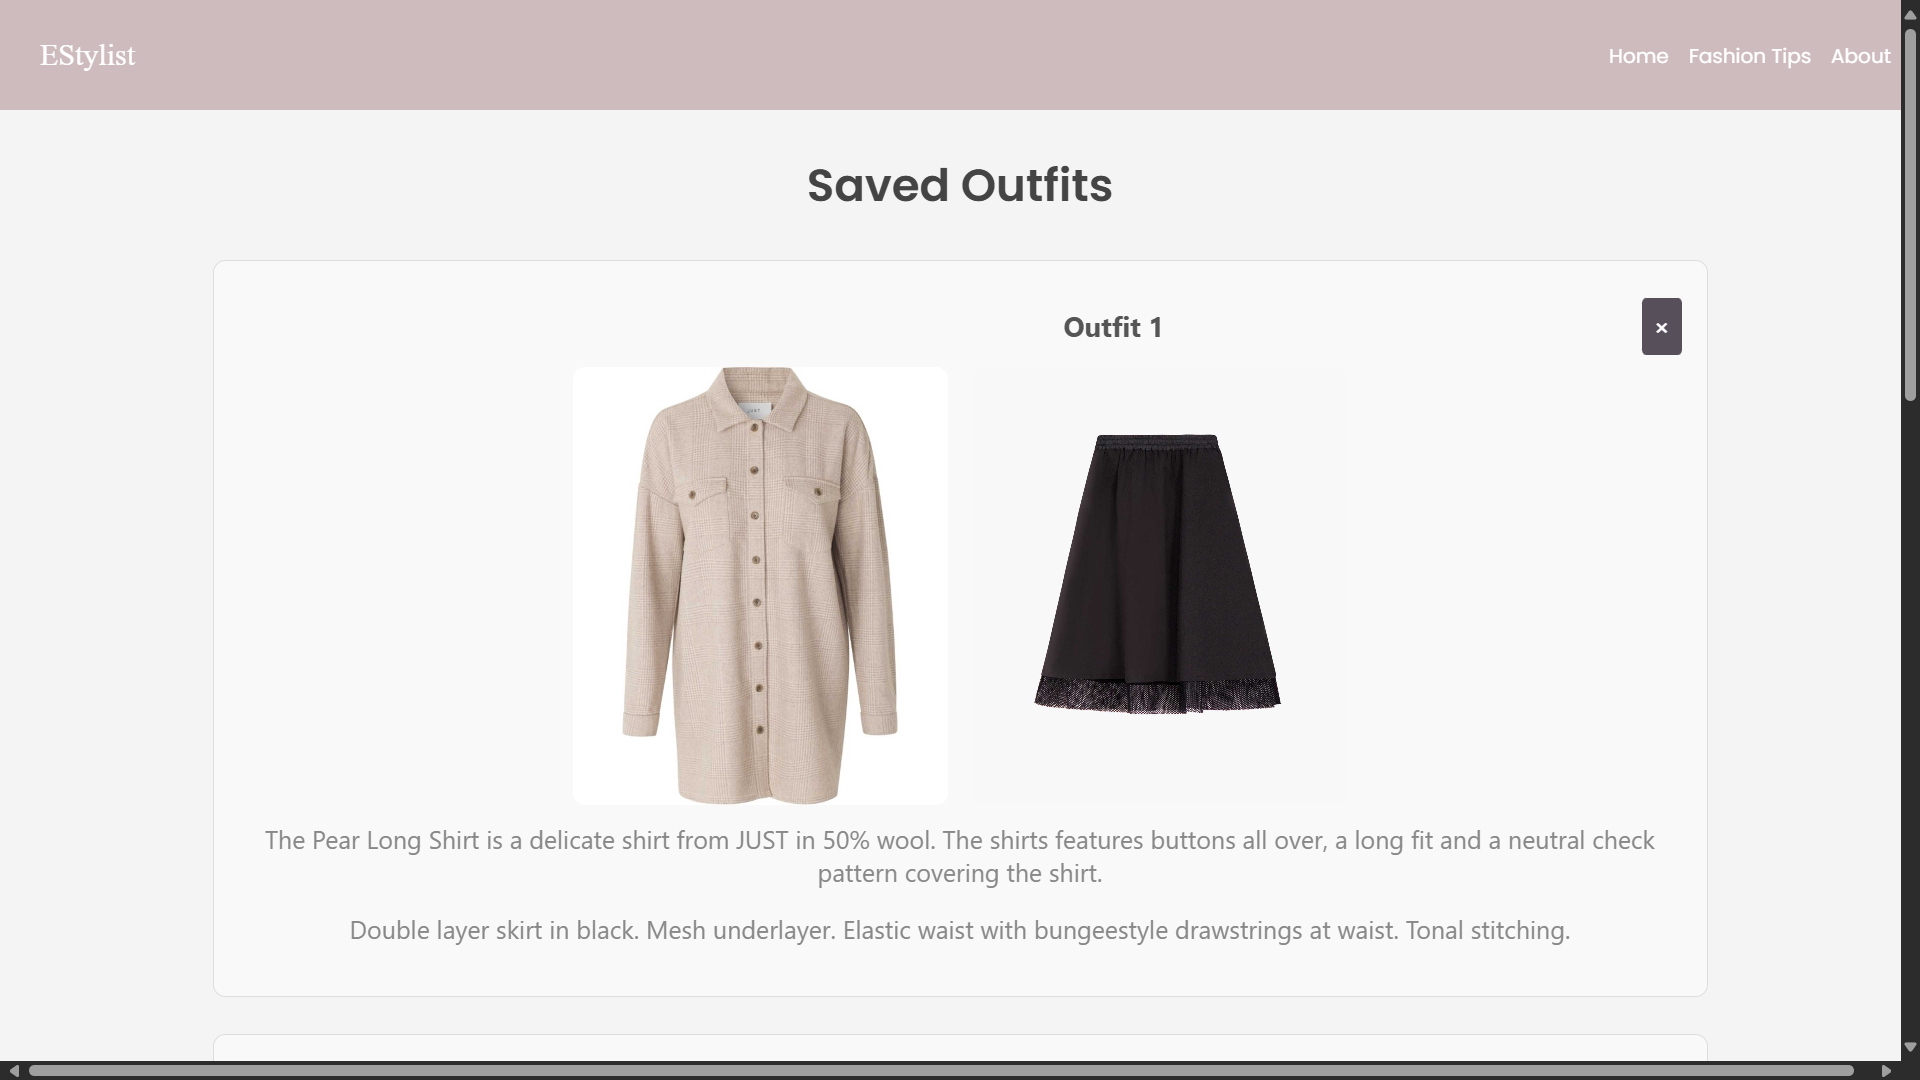 EStylist
Home
Fashion Tips
About
Saved Outfits
Outfit 1
×
JUST
The Pear Long Shirt is a delicate shirt from JUST in 50% wool. The shirts features buttons all over, a long fit and a neutral check
pattern covering the shirt.
Double layer skirt in black. Mesh underlayer. Elastic waist with bungeestyle drawstrings at waist. Tonal stitching.